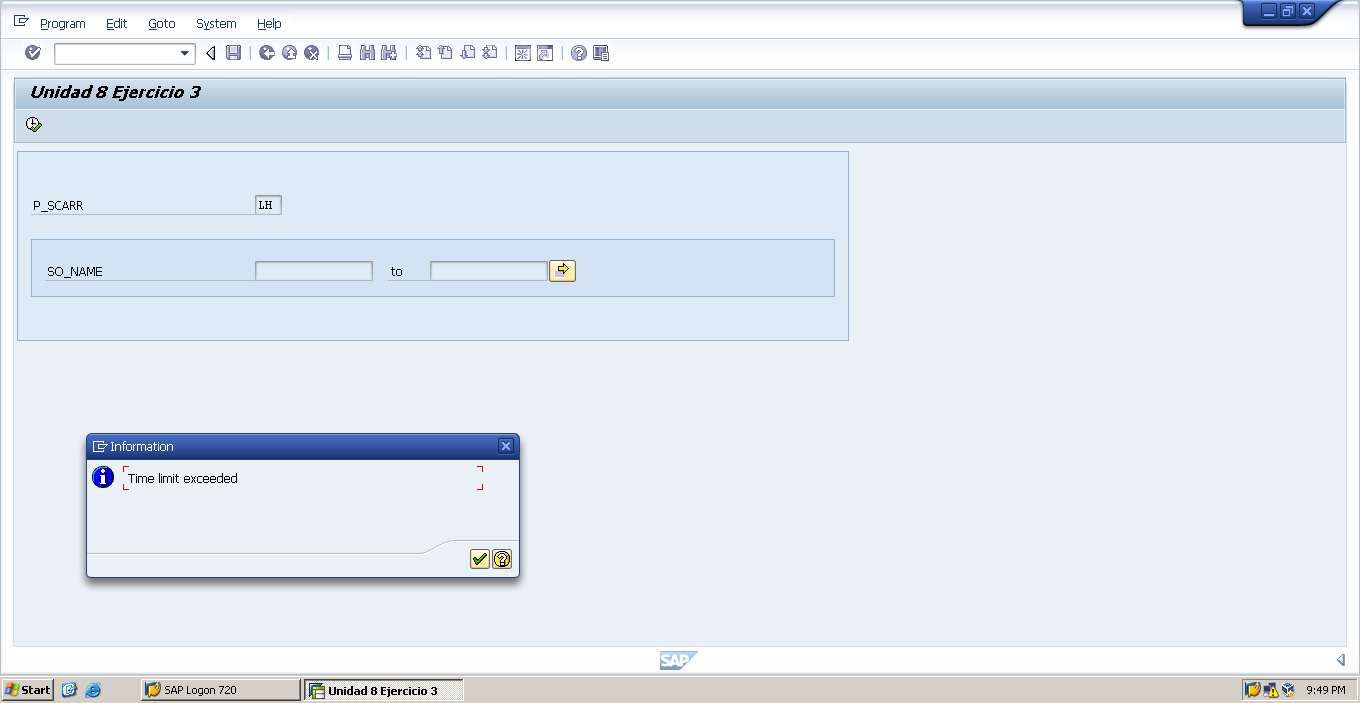 Program Edit Goto System Help
Unidad 8 Ejercicio 3
P_SCARR LH
SO_NAME to
Information
Time limit exceeded
SAP
Start SAP Logon 720 Unidad 8 Ejercicio 3 9:49 PM